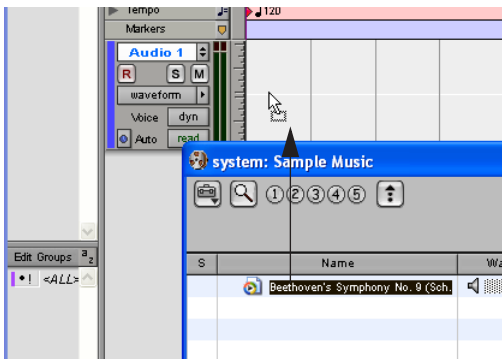 Tempo
120
Markers
Audio 1
R S M
waveform
Voice dyn
Auto read
system: Sample Music
1 2 3 4 5
Edit Groups a z
! <ALL>
S Name
Beethoven's Symphony No. 9 (Sch.